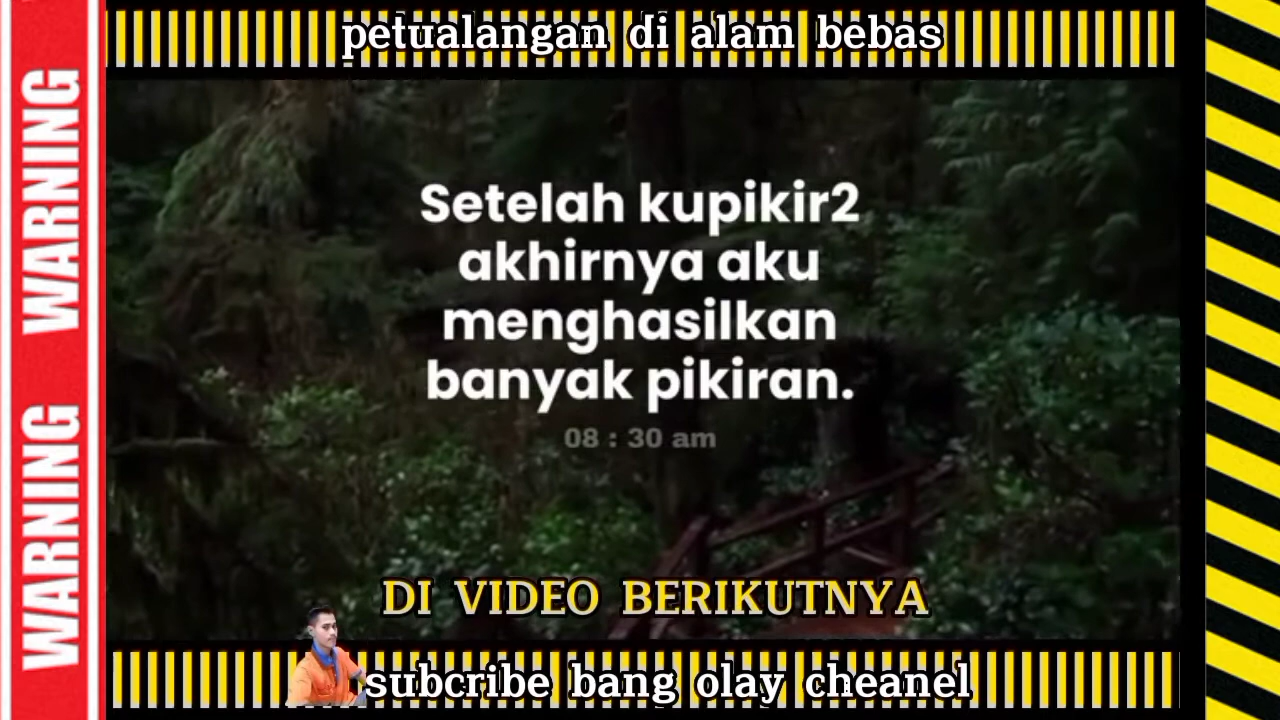 petualangan di alam bebas
WARNING
WARNING
Setelah kupikir2
akhirnya aku
menghasilkan
banyak pikiran.
08 : 30 am
DI VIDEO BERIKUTNYA
subcribe bang olay cheanel